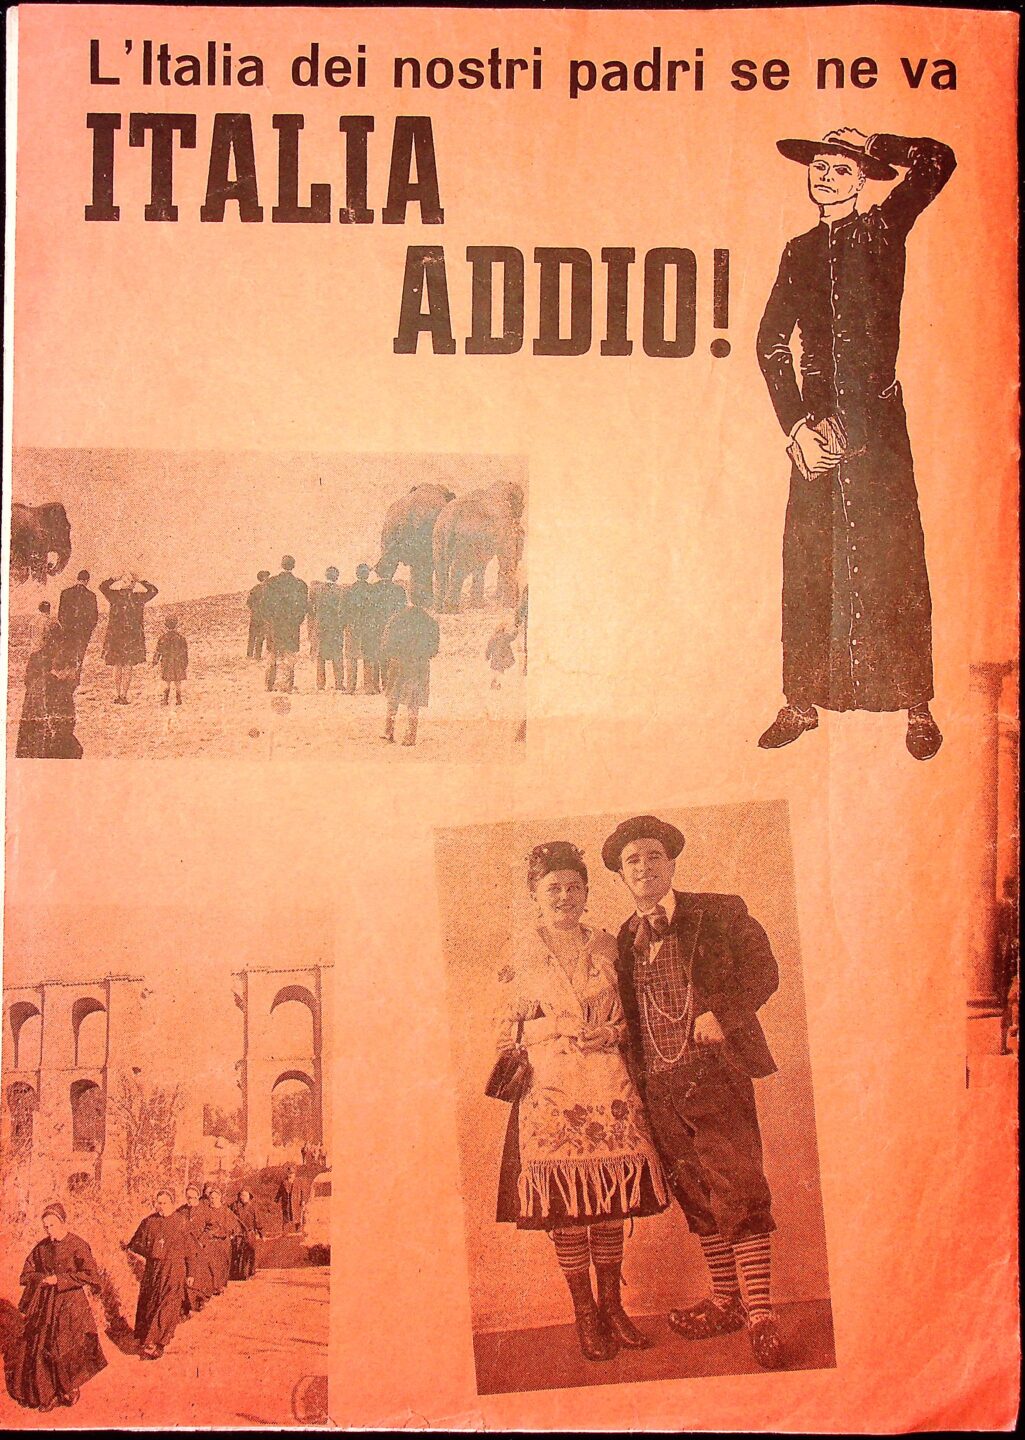 L'Italia dei nostri padri se ne va
ITALIA
ADDIO!